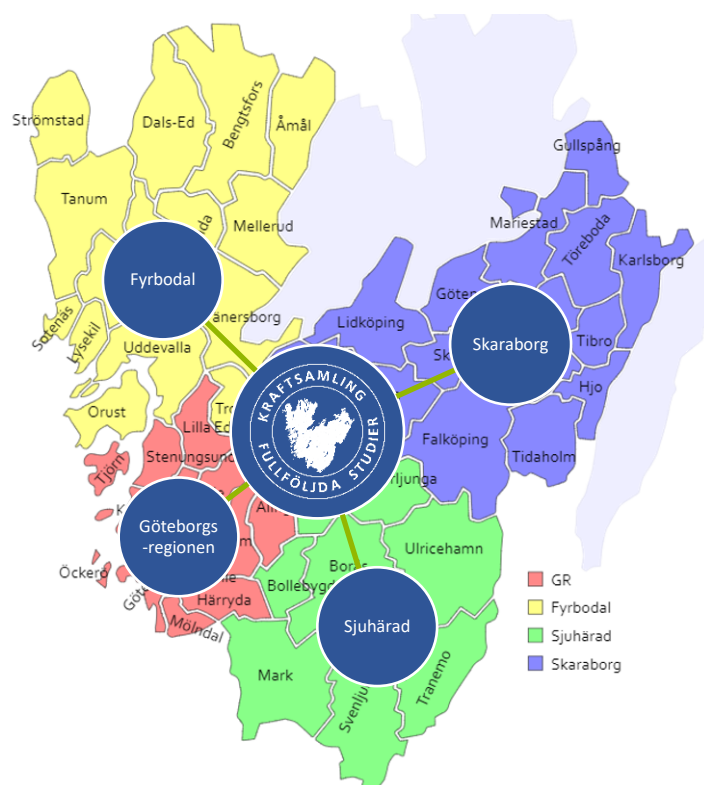 Strömstad
Dals-Ed
Bengtsfors
Åmål
Gullspång
Tanum
Mellerud
Mariestad
Töreboda
Karlsborg
Fyrbodal
Sotenäs
Lysekil
Uddevalla
Lidköping
Skaraborg
Tibro
Hjo
Orust
KRAFTSAMLING
FULLFÖLJDA STUDIER
Falköping
Tidaholm
Tjörn
Stenungsund
Göteborgs
-regionen
Öckerö
Ulricehamn
Bollebygd
Härryda
Mölndal
Sjuhärad
Mark
Tranemo
GR
Fyrbodal
Sjuhärad
Skaraborg